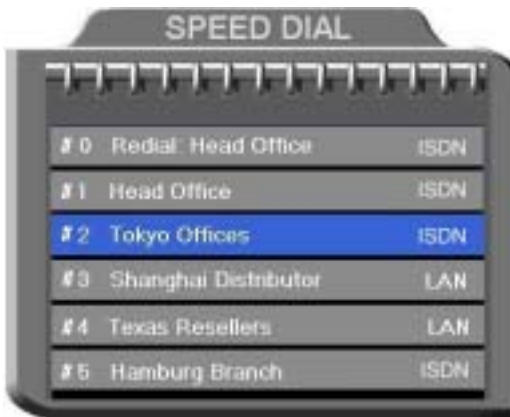 SPEED DIAL
# 0 Redial: Head Office ISDN
# 1 Head Office ISDN
# 2 Tokyo Offices ISDN
# 3 Shanghai Distributor LAN
# 4 Texas Resellers LAN
# 5 Hamburg Branch ISDN